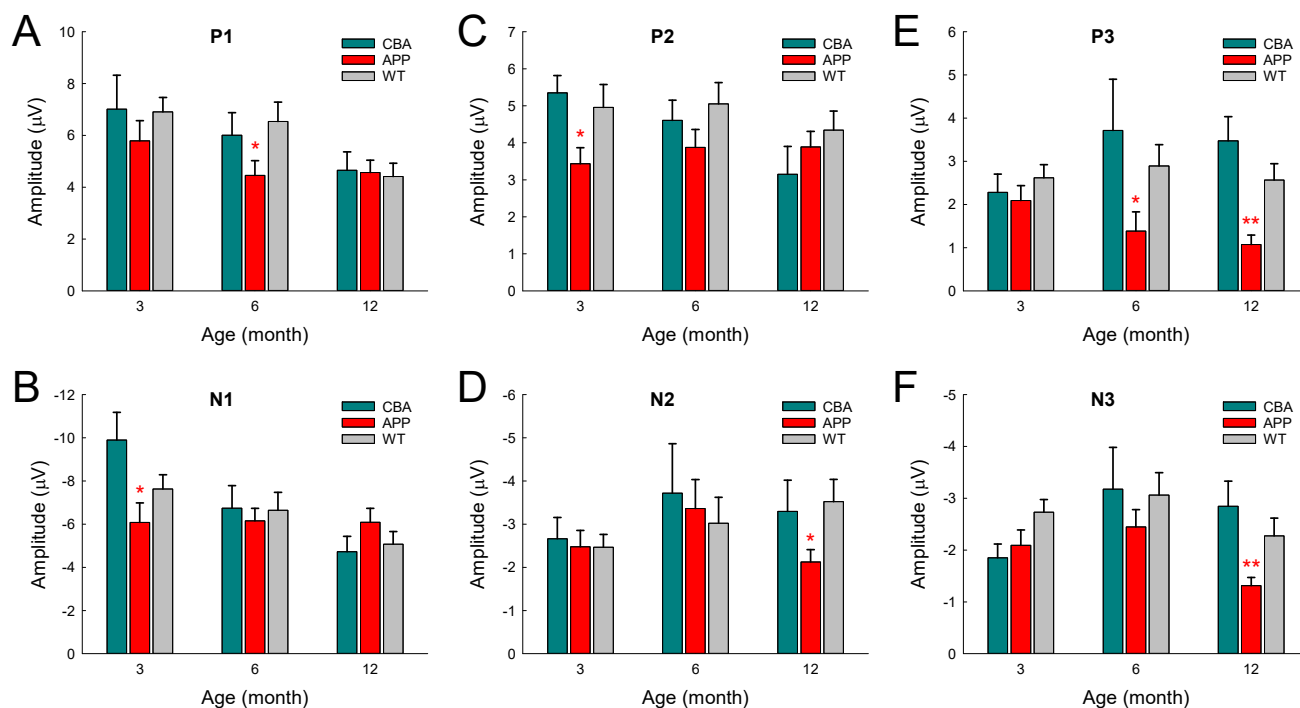 A
P1
CBA
APP
WT
Amplitude (μV)
10
8
6
4
2
0
*
3
6
12
Age (month)
C
P2
CBA
APP
WT
Amplitude (μV)
7
6
5
4
3
2
1
0
*
3
6
12
Age (month)
E
P3
CBA
APP
WT
Amplitude (μV)
6
5
4
3
2
1
0
*
**
3
6
12
Age (month)
B
N1
CBA
APP
WT
Amplitude (μV)
-12
-10
-8
-6
-4
-2
0
*
3
6
12
Age (month)
D
N2
CBA
APP
WT
Amplitude (μV)
-6
-5
-4
-3
-2
-1
0
*
3
6
12
Age (month)
F
N3
CBA
APP
WT
Amplitude (μV)
-5
-4
-3
-2
-1
0
**
3
6
12
Age (month)